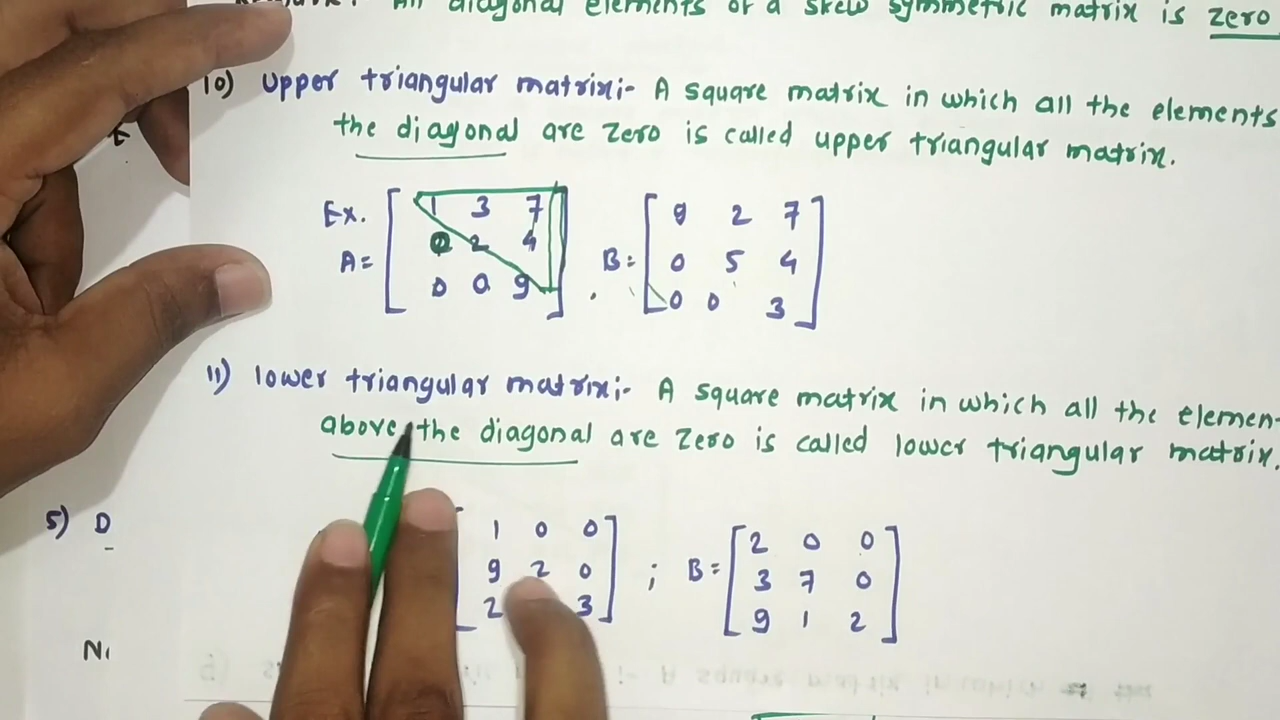 All diagonal elements of a skew symmetric matrix is zero
10) Upper triangular matrix:- A square matrix in which all the elements
the diagonal are zero is called upper triangular matrix.
Ex. A = [ 1 3 7 , B = [ 9 2 7
0 2 4 0 5 4
0 0 9 ] 0 0 3 ]
11) lower triangular matrix:- A square matrix in which all the elemen
above the diagonal are zero is called lower triangular matrix.
5) D
1 0 0 ; B = [ 2 0 0
9 2 0 3 7 0
2 3 ] 9 1 2 ]